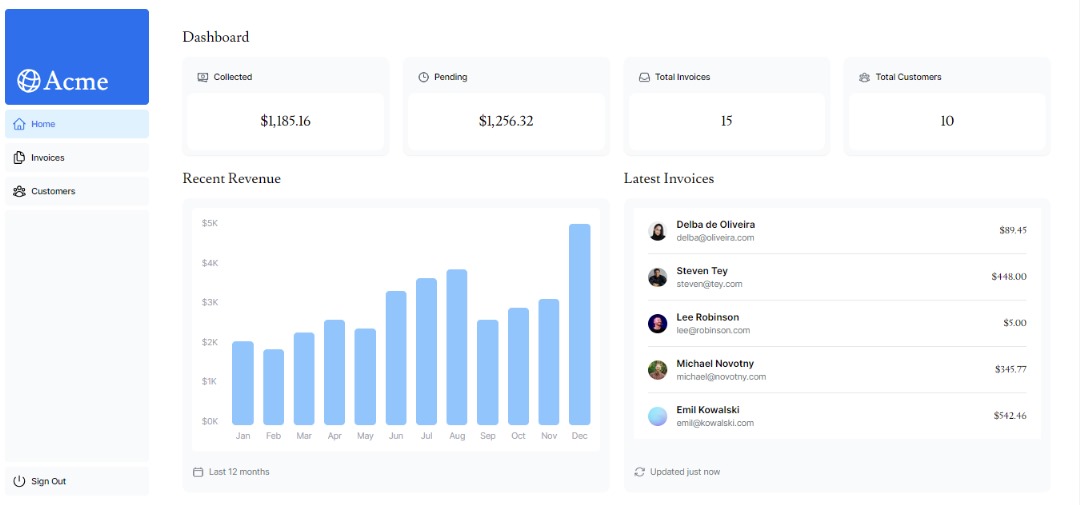 Acme
Home
Invoices
Customers
Sign Out
Dashboard
Collected
$1,185.16
Pending
$1,256.32
Total Invoices
15
Total Customers
10
Recent Revenue
$5K
$4K
$3K
$2K
$1K
$0K
Jan Feb Mar Apr May Jun Jul Aug Sep Oct Nov Dec
Last 12 months
Latest Invoices
Delba de Oliveira
delba@oliveira.com
$89.45
Steven Tey
steven@tey.com
$448.00
Lee Robinson
lee@robinson.com
$5.00
Michael Novotny
michael@novotny.com
$345.77
Emil Kowalski
emil@kowalski.com
$542.46
Updated just now